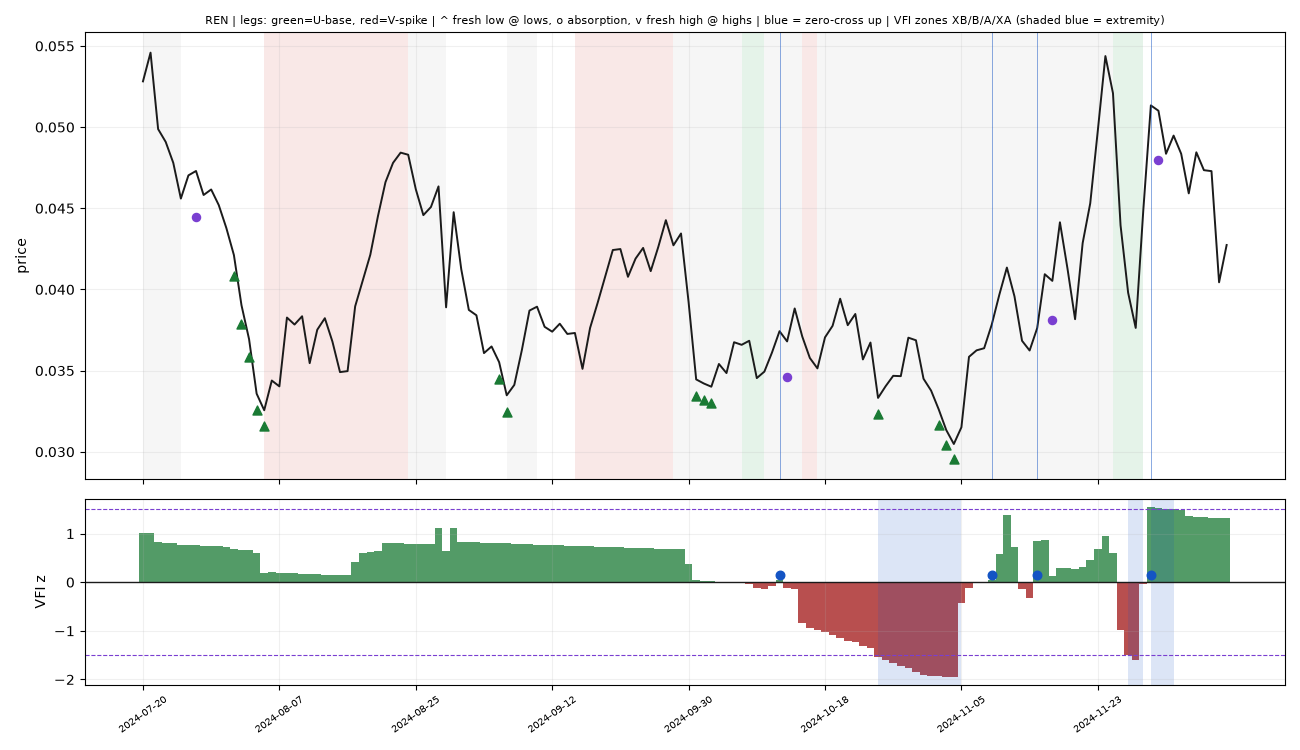 REN | legs: green=U-base, red=V-spike | ^ fresh low @ lows, o absorption, v fresh high @ highs | blue = zero-cross up | VFI zones XB/B/A/XA (shaded blue = extremity)
0.055
0.050
0.045
price
0.040
0.035
0.030
1
0
VFI z
−1
−2
2024-07-20 2024-08-07 2024-08-25 2024-09-12 2024-09-30 2024-10-18 2024-11-05 2024-11-23